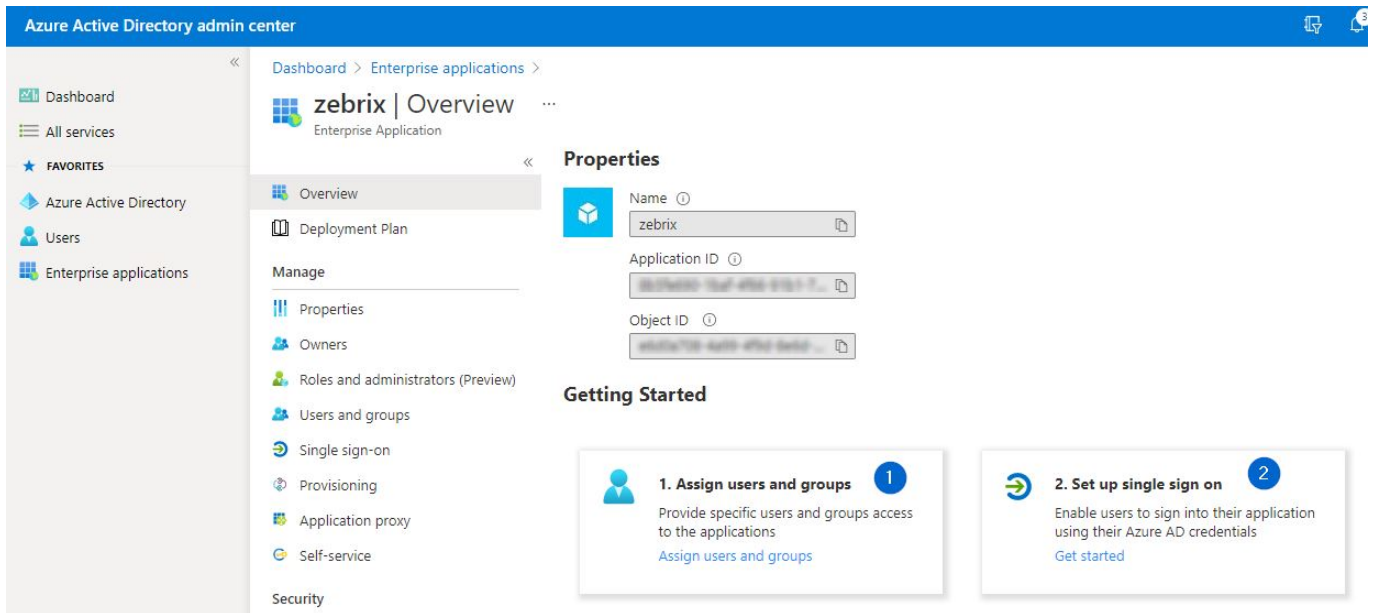 Azure Active Directory admin center
3
«
Dashboard
All services
FAVORITES
Azure Active Directory
Users
Enterprise applications
Dashboard > Enterprise applications >
zebrix | Overview ...
Enterprise Application
«
Overview
Deployment Plan
Manage
Properties
Owners
Roles and administrators (Preview)
Users and groups
Single sign-on
Provisioning
Application proxy
Self-service
Security
Properties
Name
zebrix
Application ID
Object ID
Getting Started
1. Assign users and groups 1
Provide specific users and groups access
to the applications
Assign users and groups
2. Set up single sign on 2
Enable users to sign into their application
using their Azure AD credentials
Get started